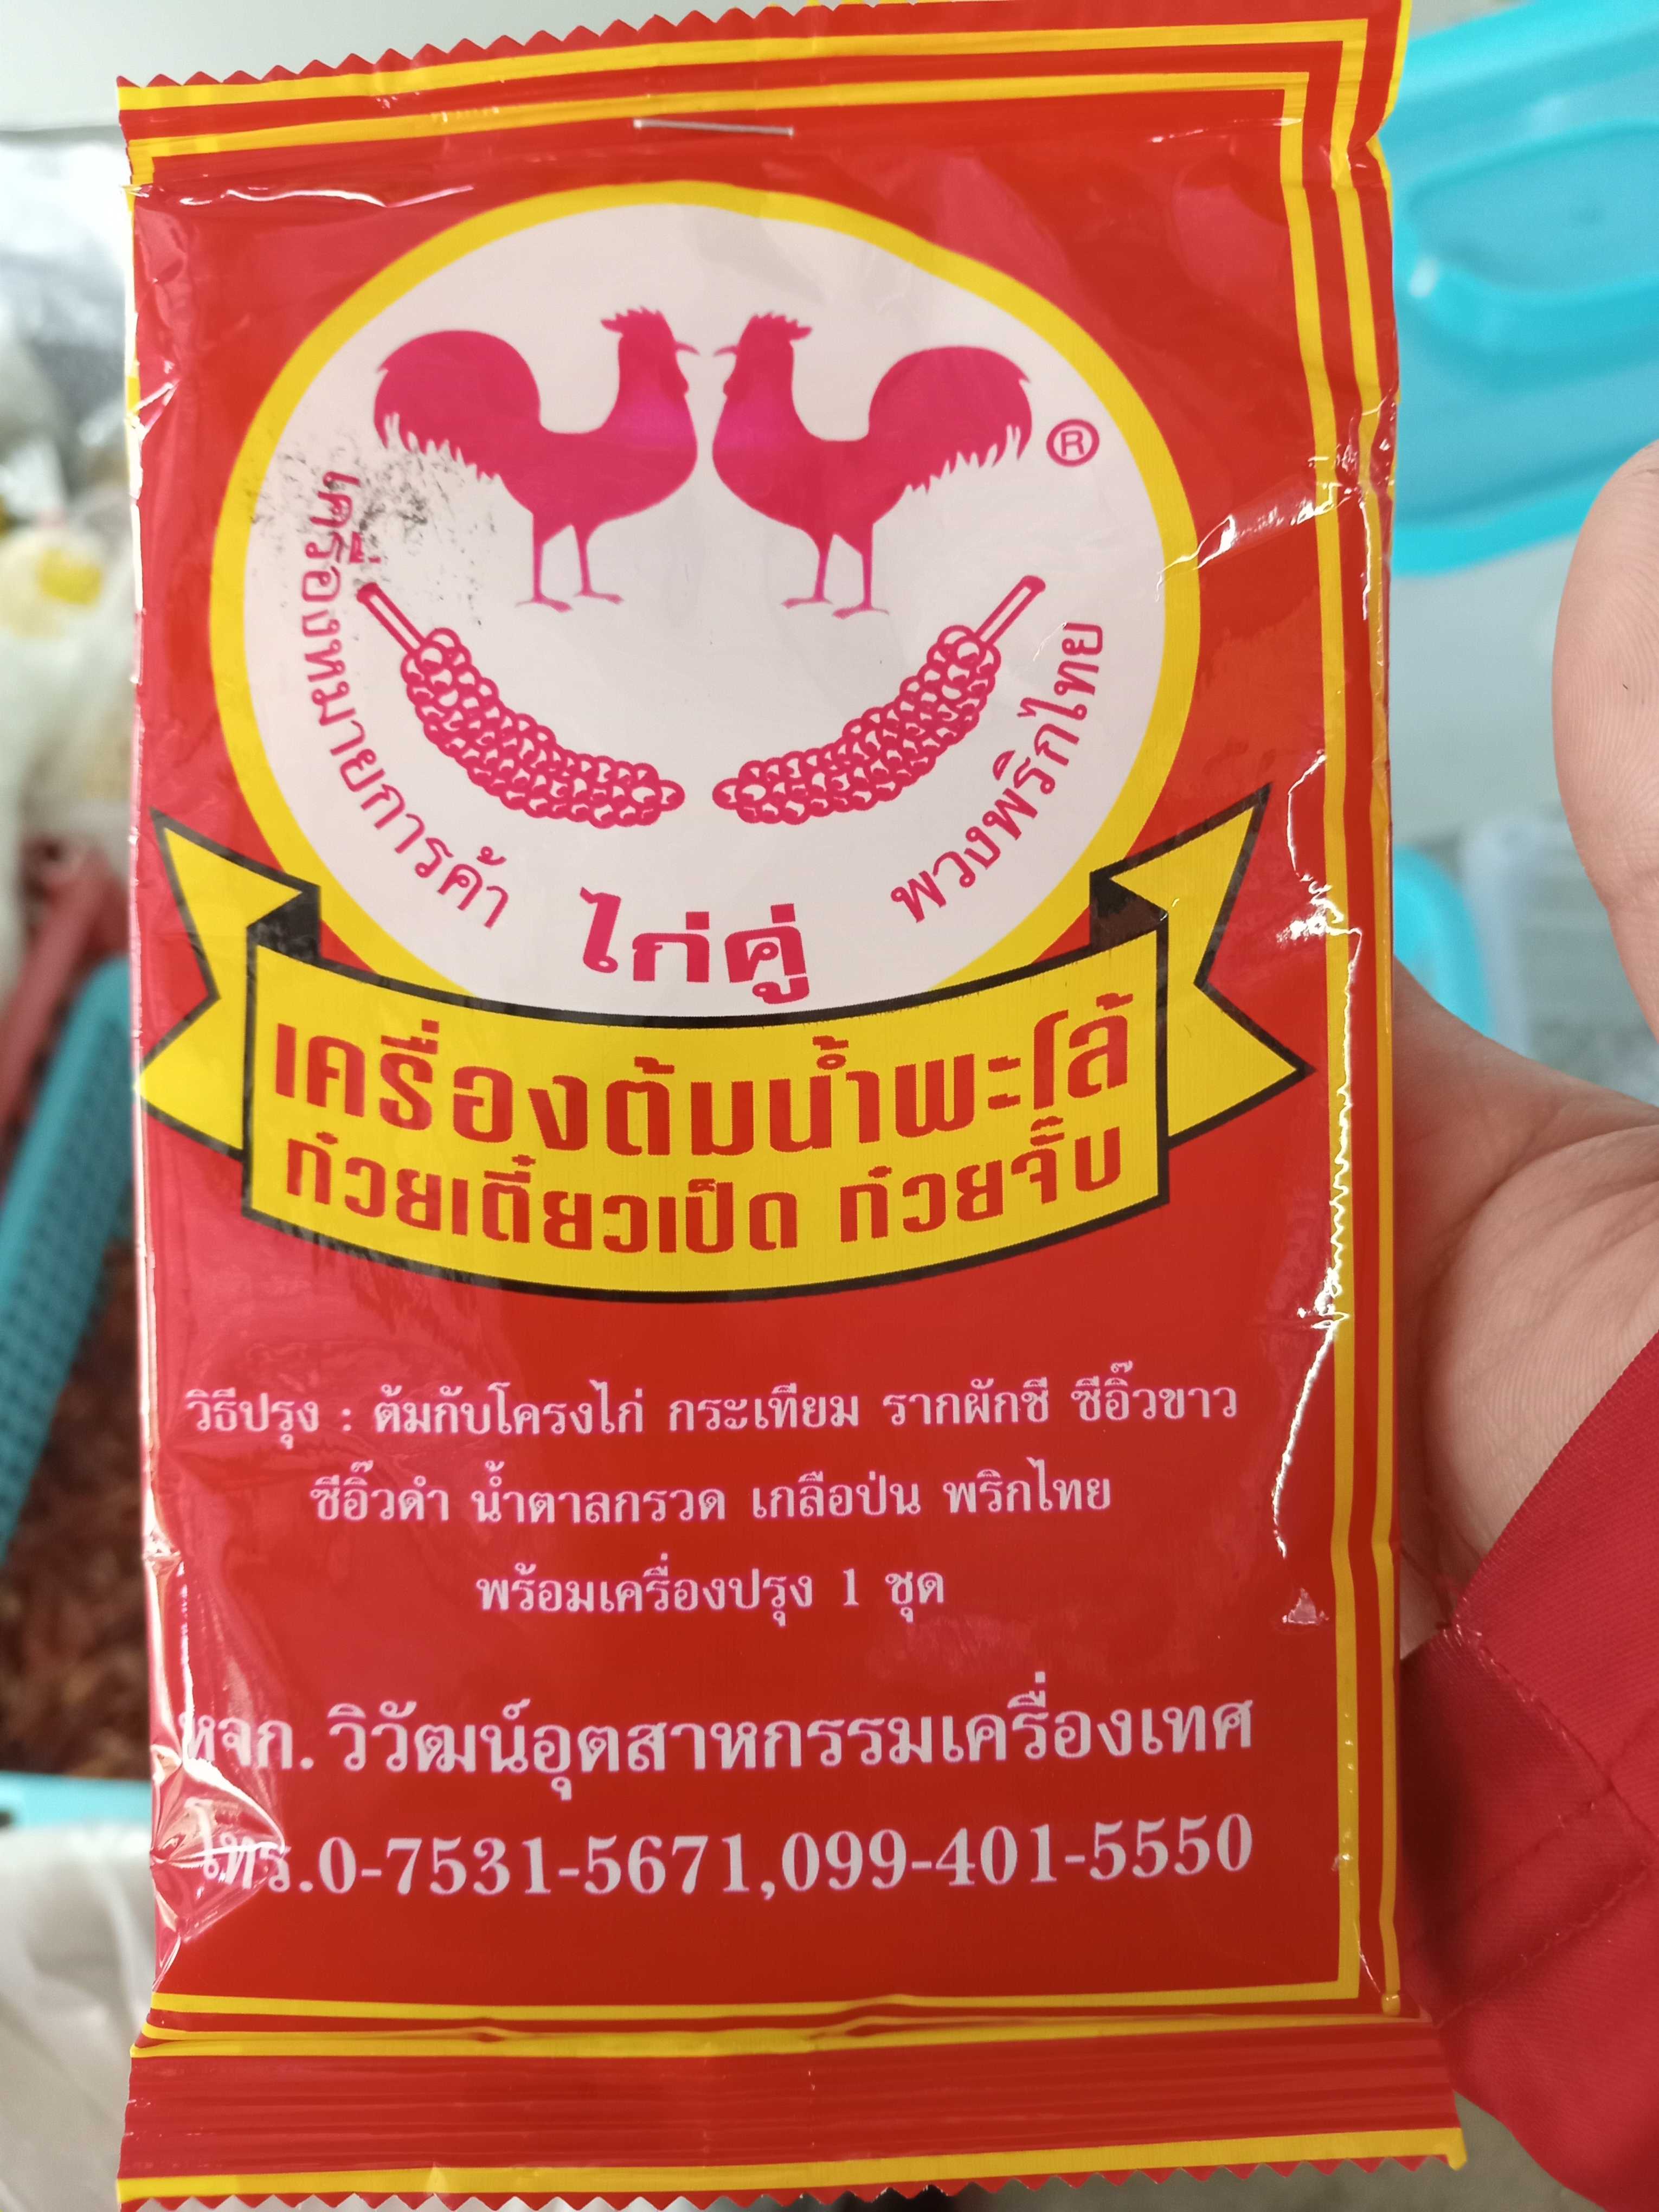 ®
เครื่องหมายการค้า
ไก่คู่
พวงพริกไทย
เครื่องต้มน้ำพะโล้
ก๋วยเตี๋ยวเป็ด ก๋วยจั๊บ
วิธีปรุง : ต้มกับโครงไก่ กระเทียม รากผักชี ซีอิ๊วขาว
ซีอิ๊วดำ น้ำตาลกรวด เกลือป่น พริกไทย
พร้อมเครื่องปรุง 1 ชุด
หจก. วิวัฒน์อุตสาหกรรมเครื่องเทศ
โทร.0-7531-5671,099-401-5550